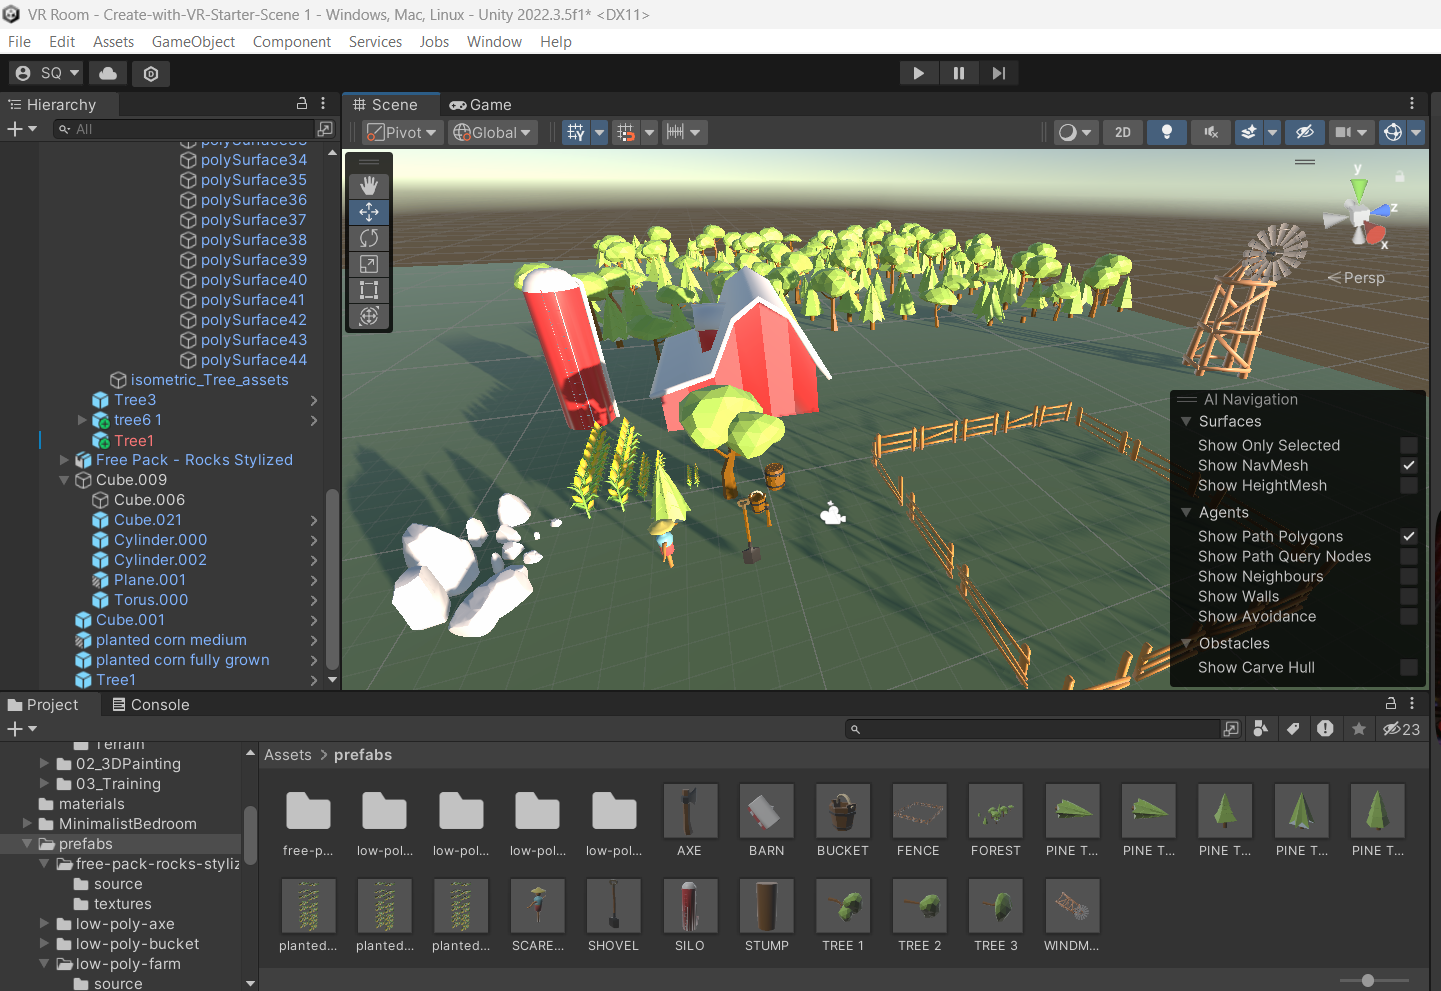 VR Room - Create-with-VR-Starter-Scene 1 - Windows, Mac, Linux - Unity 2022.3.5f1* <DX11>
File Edit Assets GameObject Component Services Jobs Window Help
SQ
Hierarchy
All
polySurface34
polySurface35
polySurface36
polySurface37
polySurface38
polySurface39
polySurface40
polySurface41
polySurface42
polySurface43
polySurface44
isometric_Tree_assets
Tree3
tree6 1
Tree1
Free Pack - Rocks Stylized
Cube.009
Cube.006
Cube.021
Cylinder.000
Cylinder.002
Plane.001
Torus.000
Cube.001
planted corn medium
planted corn fully grown
Tree1
Scene Game
Pivot Global 2D
y
z
x
Persp
AI Navigation
Surfaces
Show Only Selected
Show NavMesh
Show HeightMesh
Agents
Show Path Polygons
Show Path Query Nodes
Show Neighbours
Show Walls
Show Avoidance
Obstacles
Show Carve Hull
Project Console
23
Terrain
02_3DPainting
03_Training
materials
MinimalistBedroom
prefabs
free-pack-rocks-styliz
source
textures
low-poly-axe
low-poly-bucket
low-poly-farm
source
Assets > prefabs
free-p... low-pol... low-pol... low-pol... low-pol... AXE BARN BUCKET FENCE FOREST PINE T... PINE T... PINE T... PINE T... PINE T...
planted... planted... planted... SCARE... SHOVEL SILO STUMP TREE 1 TREE 2 TREE 3 WINDM...